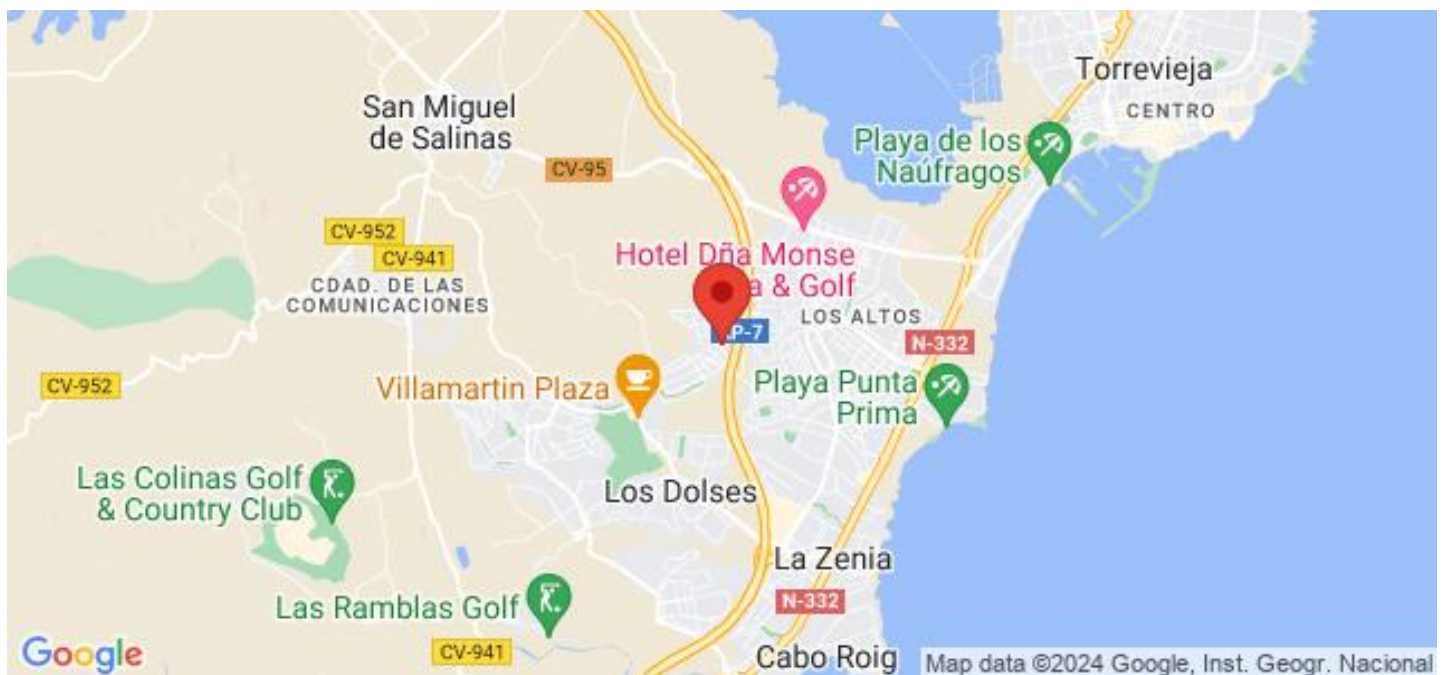 Torrevieja
CENTRO
San Miguel
de Salinas
Playa de los
Naúfragos
CV-95
CV-952
CV-941
Hotel Dña Monse
a & Golf
CDAD. DE LAS
COMUNICACIONES
LOS ALTOS
P-7
N-332
CV-952
Villamartin Plaza
Playa Punta
Prima
Las Colinas Golf
& Country Club
Los Dolses
La Zenia
Las Ramblas Golf
N-332
Google
CV-941
Cabo Roig
Map data ©2024 Google, Inst. Geogr. Nacional